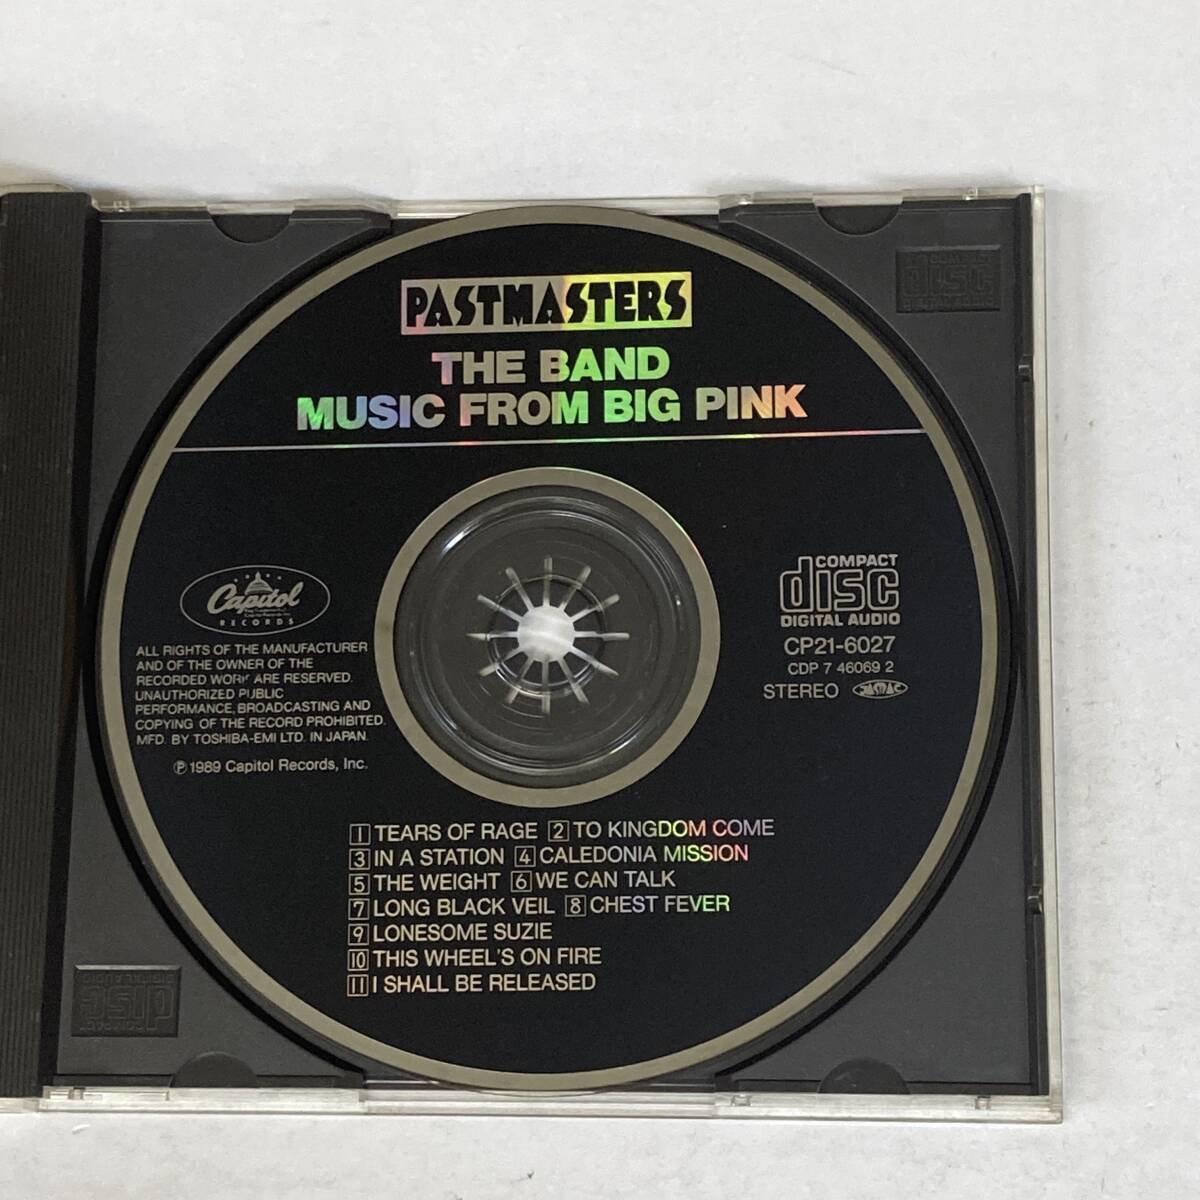 PASTMASTERS
THE BAND
MUSIC FROM BIG PINK
Capitol
RECORDS
ALL RIGHTS OF THE MANUFACTURER
AND OF THE OWNER OF THE
RECORDED WORK ARE RESERVED.
UNAUTHORIZED PUBLIC
PERFORMANCE, BROADCASTING AND
COPYING OF THE RECORD PROHIBITED.
MFD. BY TOSHIBA-EMI LTD. IN JAPAN.
℗ 1989 Capitol Records, Inc.
COMPACT
disc
DIGITAL AUDIO
CP21-6027
CDP 7 46069 2
STEREO JASRAC
1 TEARS OF RAGE 2 TO KINGDOM COME
3 IN A STATION 4 CALEDONIA MISSION
5 THE WEIGHT 6 WE CAN TALK
7 LONG BLACK VEIL 8 CHEST FEVER
9 LONESOME SUZIE
10 THIS WHEEL'S ON FIRE
11 I SHALL BE RELEASED
COMPACT
disc
disc